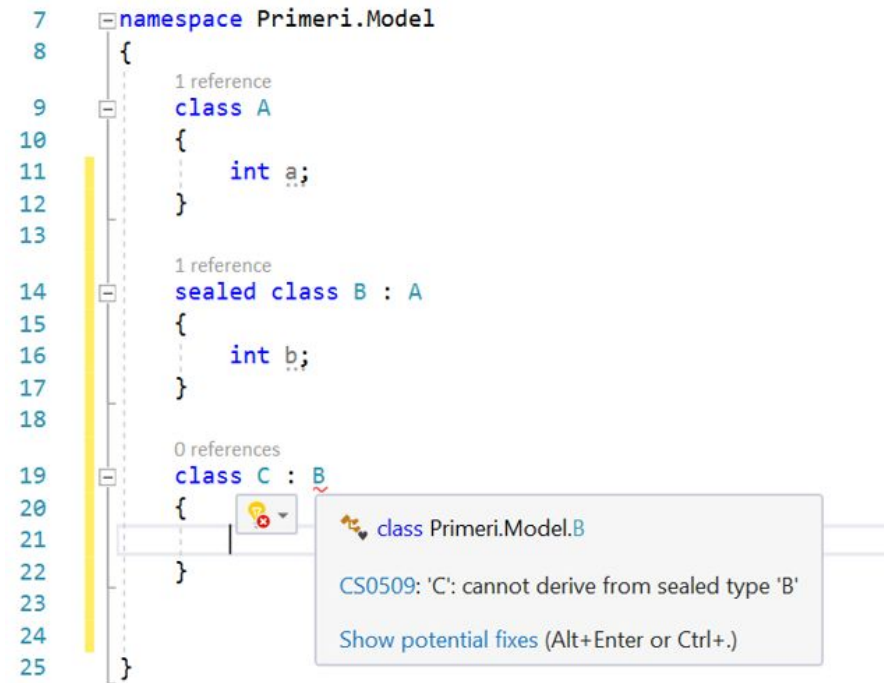 7 namespace Primeri.Model
8 {
1 reference
9 class A
10 {
11 int a;
12 }
13
1 reference
14 sealed class B : A
15 {
16 int b;
17 }
18
0 references
19 class C : B
20 {
class Primeri.Model.B
21
CS0509: 'C': cannot derive from sealed type 'B'
22 }
23
24
Show potential fixes (Alt+Enter or Ctrl+.)
25 }